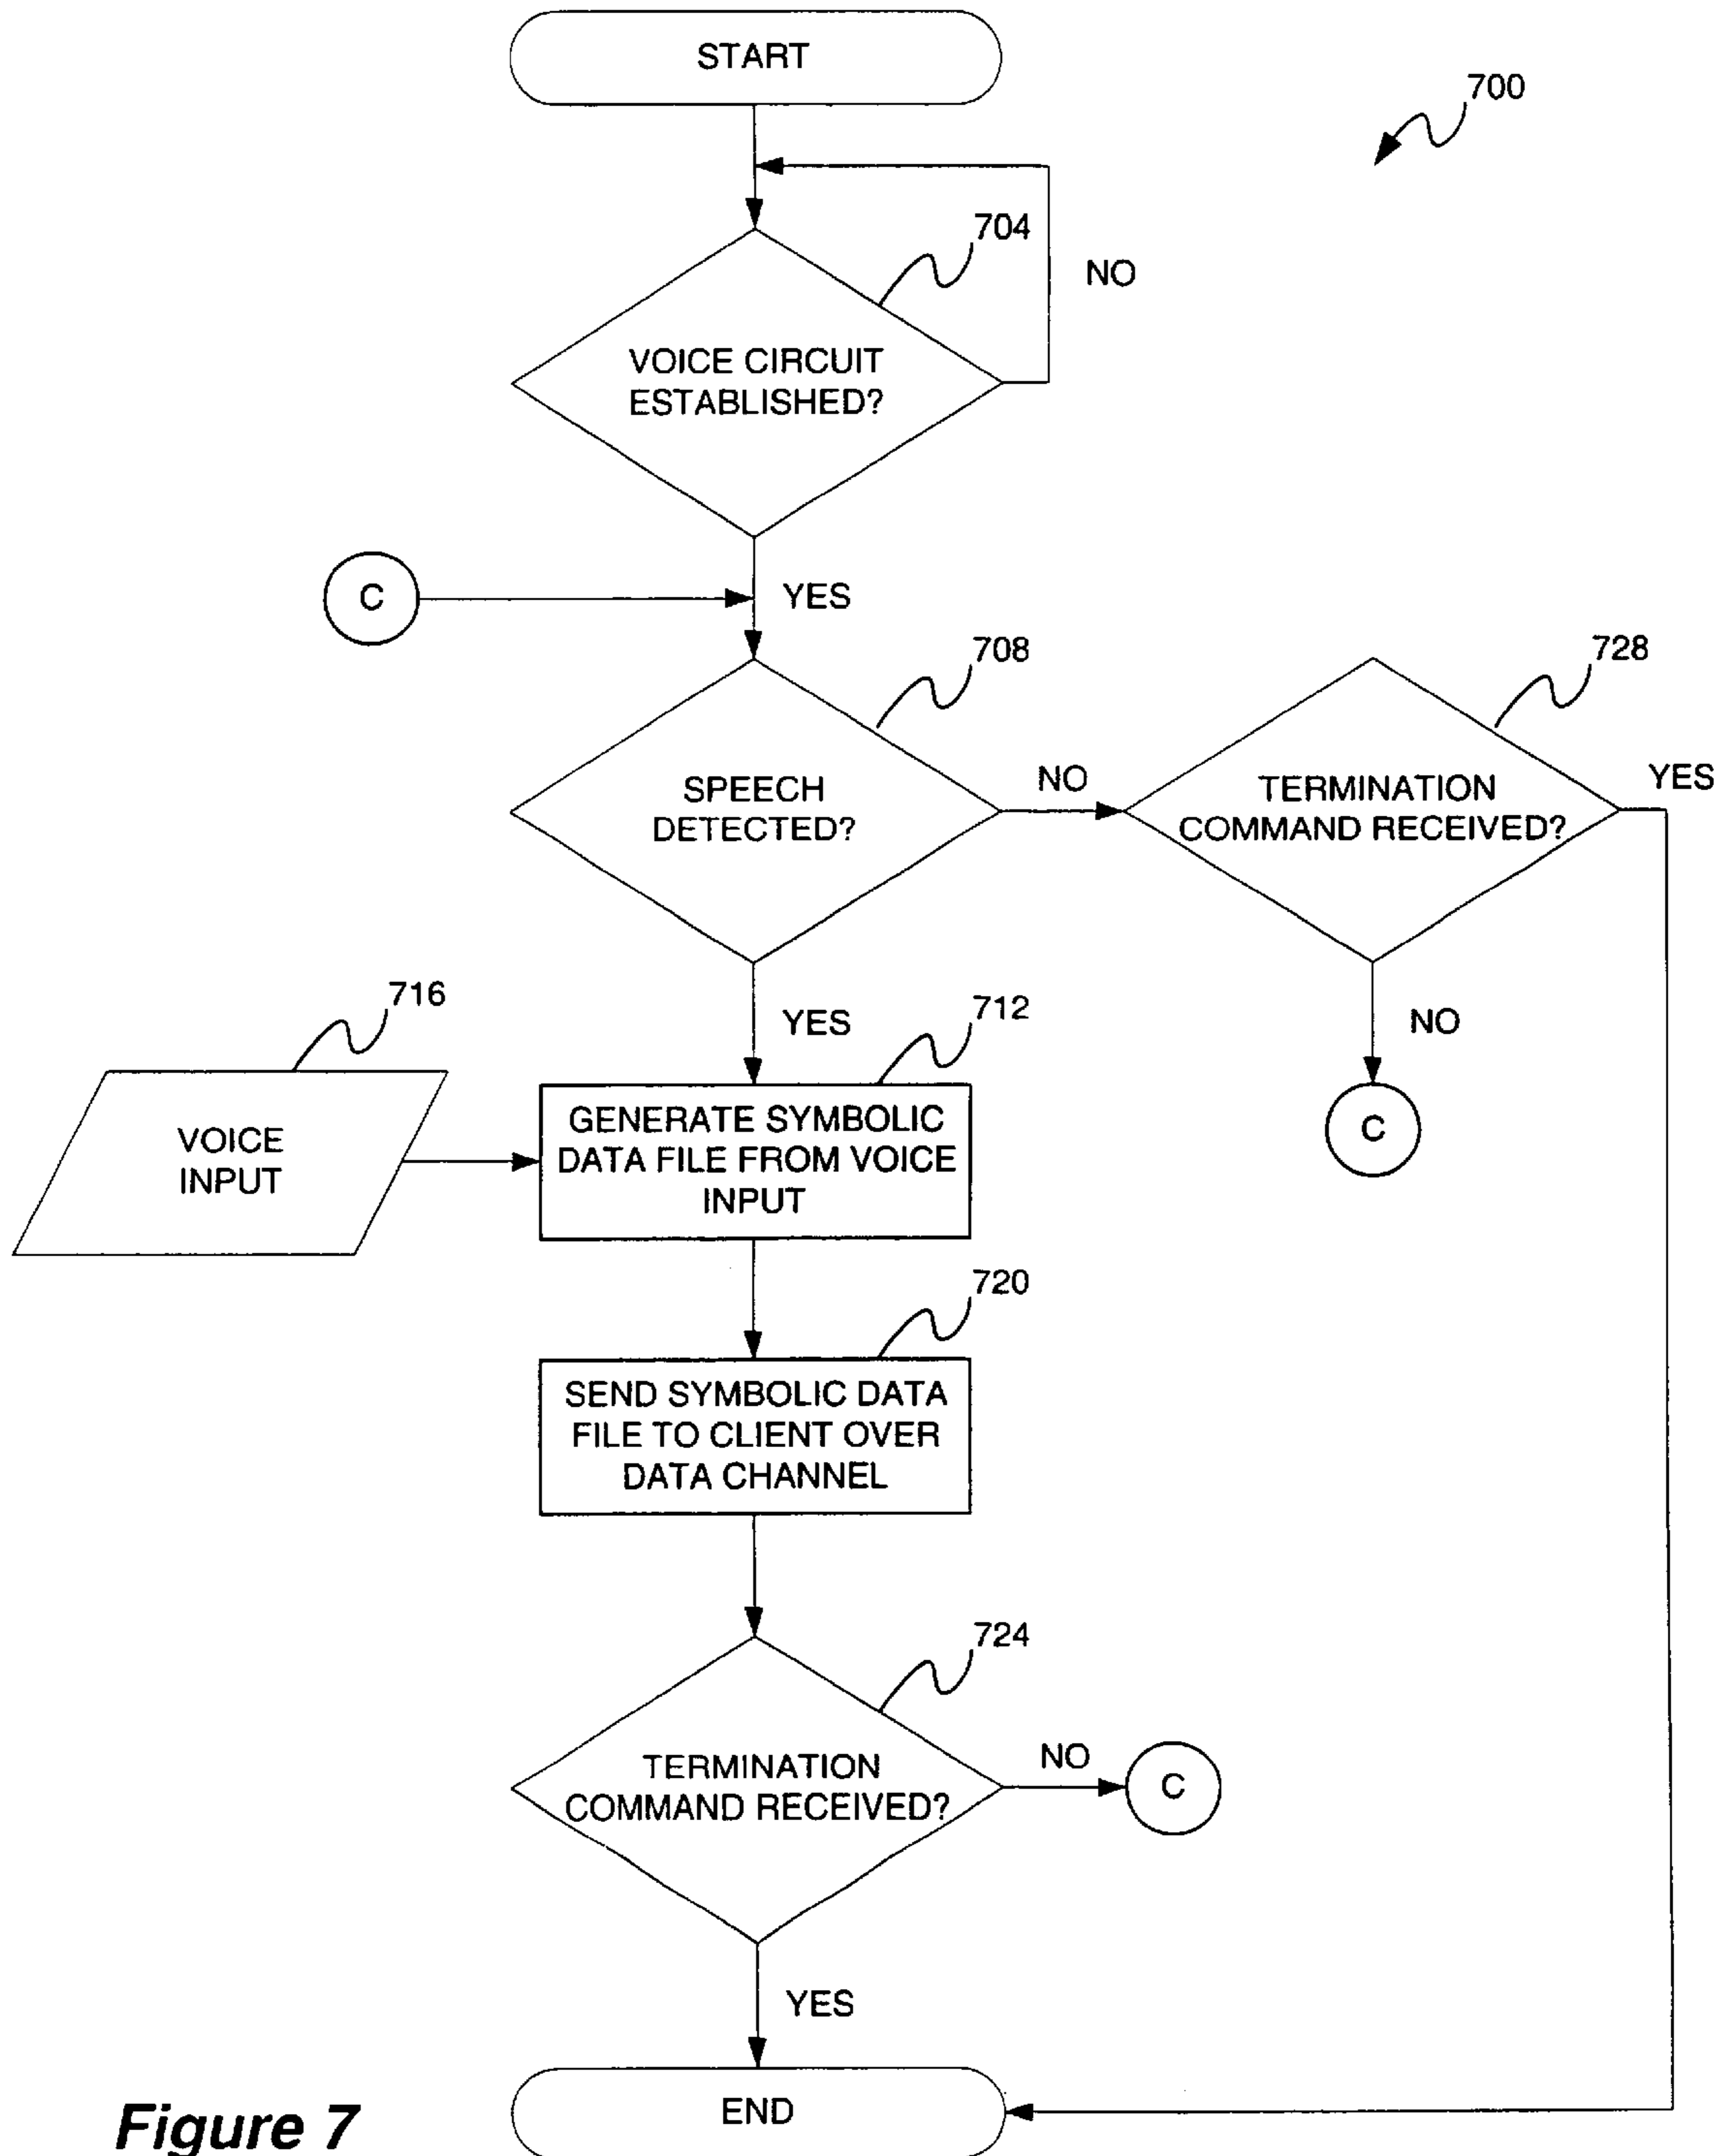 START
700
704
NO
VOICE CIRCUIT
ESTABLISHED?
C
YES
708
728
SPEECH
DETECTED?
NO
TERMINATION
COMMAND RECEIVED?
YES
716
YES
712
NO
VOICE
INPUT
GENERATE SYMBOLIC
DATA FILE FROM VOICE
INPUT
C
720
SEND SYMBOLIC DATA
FILE TO CLIENT OVER
DATA CHANNEL
724
TERMINATION
COMMAND RECEIVED?
NO
C
YES
END
Figure 7